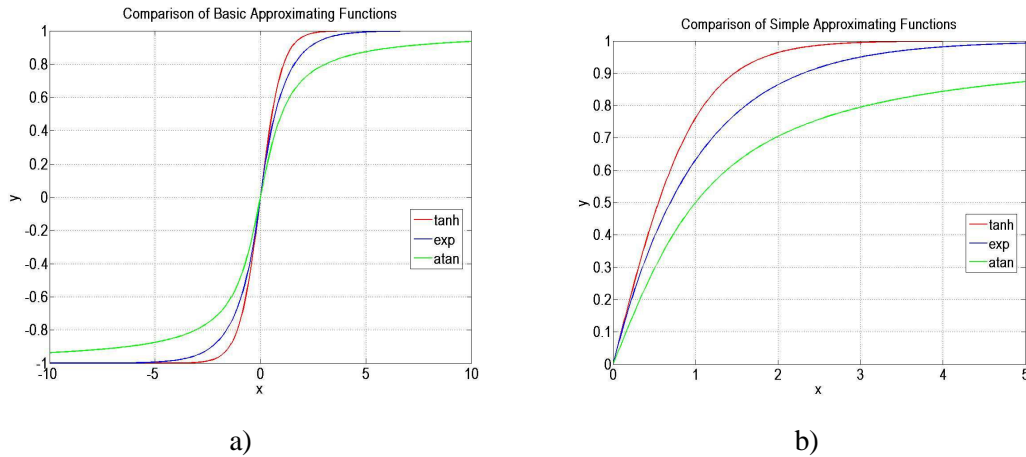 Comparison of Basic Approximating Functions
1
0.8
0.6
0.4
0.2
0
-0.2
-0.4
-0.6
-0.8
-1
y
-10
-5
0
5
10
x
tanh
exp
atan
a)
Comparison of Simple Approximating Functions
1
0.9
0.8
0.7
0.6
0.5
0.4
0.3
0.2
0.1
0
y
0
1
2
3
4
5
x
tanh
exp
atan
b)